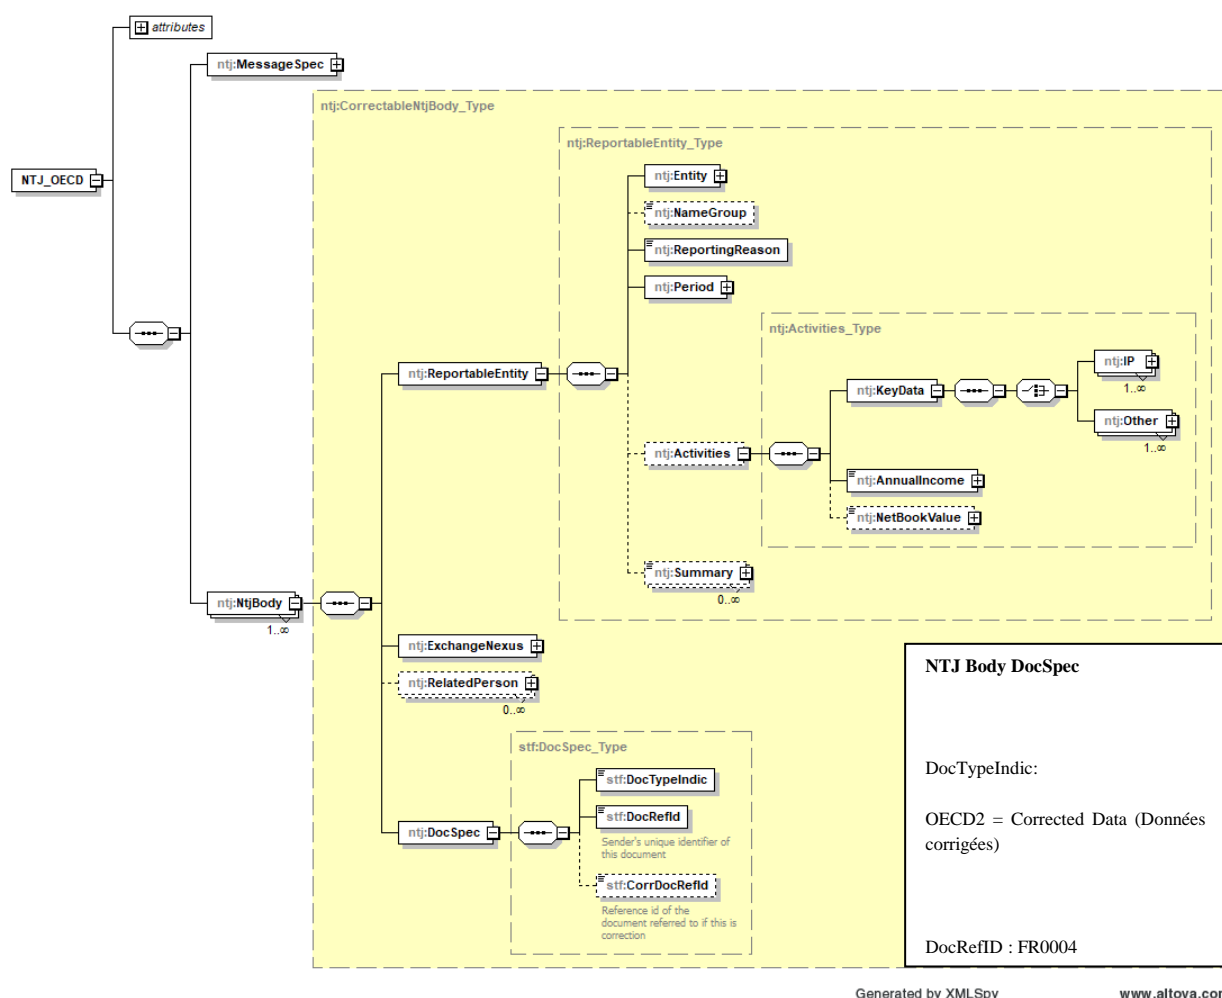 attributes
ntj:MessageSpec
ntj:CorrectableNtjBody_Type
ntj:ReportableEntity_Type
ntj:Entity
NTJ_OECD
ntj:NameGroup
ntj:ReportingReason
ntj:Period
ntj:Activities_Type
ntj:IP
1..∞
ntj:ReportableEntity
ntj:KeyData
ntj:Other
1..∞
ntj:Activities
ntj:AnnualIncome
ntj:NetBookValue
ntj:Summary
0..∞
ntj:NtjBody
1..∞
ntj:ExchangeNexus
ntj:RelatedPerson
0..∞
stf:DocSpec_Type
stf:DocTypeIndic
stf:DocRefId
Sender's unique identifier of
this document
ntj:DocSpec
stf:CorrDocRefId
Reference id of the
document referred to if this is
correction
NTJ Body DocSpec
DocTypeIndic:
OECD2 = Corrected Data (Données
corrigées)
DocRefID : FR0004
Generated by XMLSpy
www.altova.com